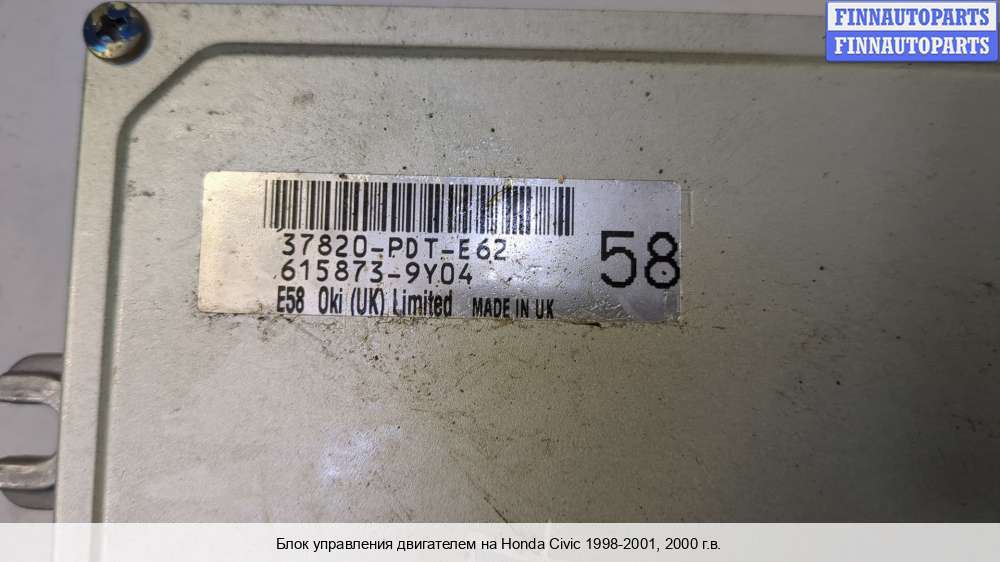 FINNAUTOPARTS
FINNAUTOPARTS
37820-PDT-E62
615873-9Y04
58
E58 Oki (UK) Limited MADE IN UK
Блок управления двигателем на Honda Civic 1998-2001, 2000 г.в.